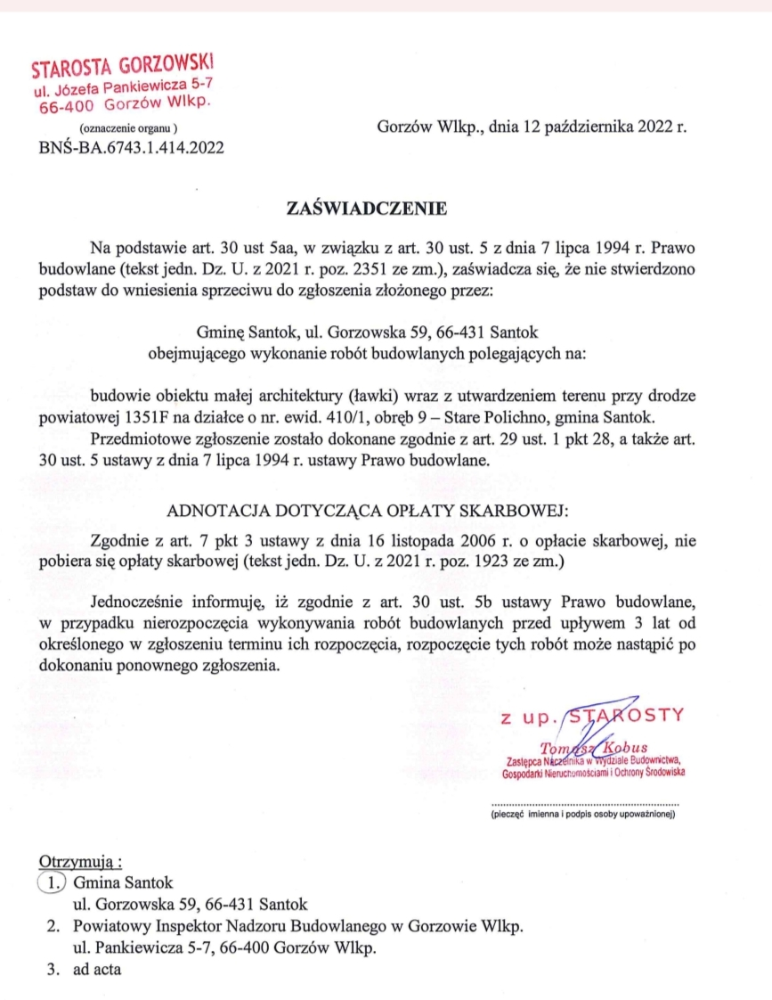 STAROSTA GORZOWSKI
ul. Józefa Pankiewicza 5-7
66-400 Gorzów Wlkp.
(oznaczenie organu )
BNŚ-BA.6743.1.414.2022
Gorzów Wlkp., dnia 12 października 2022 r.
ZAŚWIADCZENIE
Na podstawie art. 30 ust 5aa, w związku z art. 30 ust. 5 z dnia 7 lipca 1994 r. Prawo
budowlane (tekst jedn. Dz. U. z 2021 r. poz. 2351 ze zm.), zaświadcza się, że nie stwierdzono
podstaw do wniesienia sprzeciwu do zgłoszenia złożonego przez:
Gminę Santok, ul. Gorzowska 59, 66-431 Santok
obejmującego wykonanie robót budowlanych polegających na:
budowie obiektu małej architektury (ławki) wraz z utwardzeniem terenu przy drodze
powiatowej 1351F na działce o nr. ewid. 410/1, obręb 9 – Stare Polichno, gmina Santok.
Przedmiotowe zgłoszenie zostało dokonane zgodnie z art. 29 ust. 1 pkt 28, a także art.
30 ust. 5 ustawy z dnia 7 lipca 1994 r. ustawy Prawo budowlane.
ADNOTACJA DOTYCZĄCA OPŁATY SKARBOWEJ:
Zgodnie z art. 7 pkt 3 ustawy z dnia 16 listopada 2006 r. o opłacie skarbowej, nie
pobiera się opłaty skarbowej (tekst jedn. Dz. U. z 2021 r. poz. 1923 ze zm.)
Jednocześnie informuję, iż zgodnie z art. 30 ust. 5b ustawy Prawo budowlane,
w przypadku nierozpoczęcia wykonywania robót budowlanych przed upływem 3 lat od
określonego w zgłoszeniu terminu ich rozpoczęcia, rozpoczęcie tych robót może nastąpić po
dokonaniu ponownego zgłoszenia.
z up. STAROSTY
Tomasz Kobus
Zastępca Naczelnika w Wydziale Budownictwa,
Gospodarki Nieruchomościami i Ochrony Środowiska
(pieczęć imienna i podpis osoby upoważnionej)
Otrzymują :
1. Gmina Santok
ul. Gorzowska 59, 66-431 Santok
2. Powiatowy Inspektor Nadzoru Budowlanego w Gorzowie Wlkp.
ul. Pankiewicza 5-7, 66-400 Gorzów Wlkp.
3. ad acta